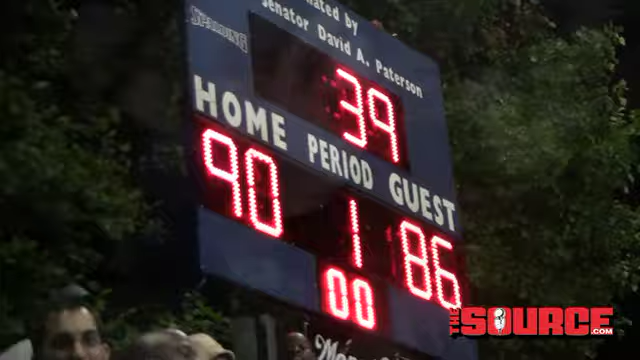 ated by
Senator David A. Paterson
SPALDING
39
HOME PERIOD GUEST
90 1 86
00
THE SOURCE.COM